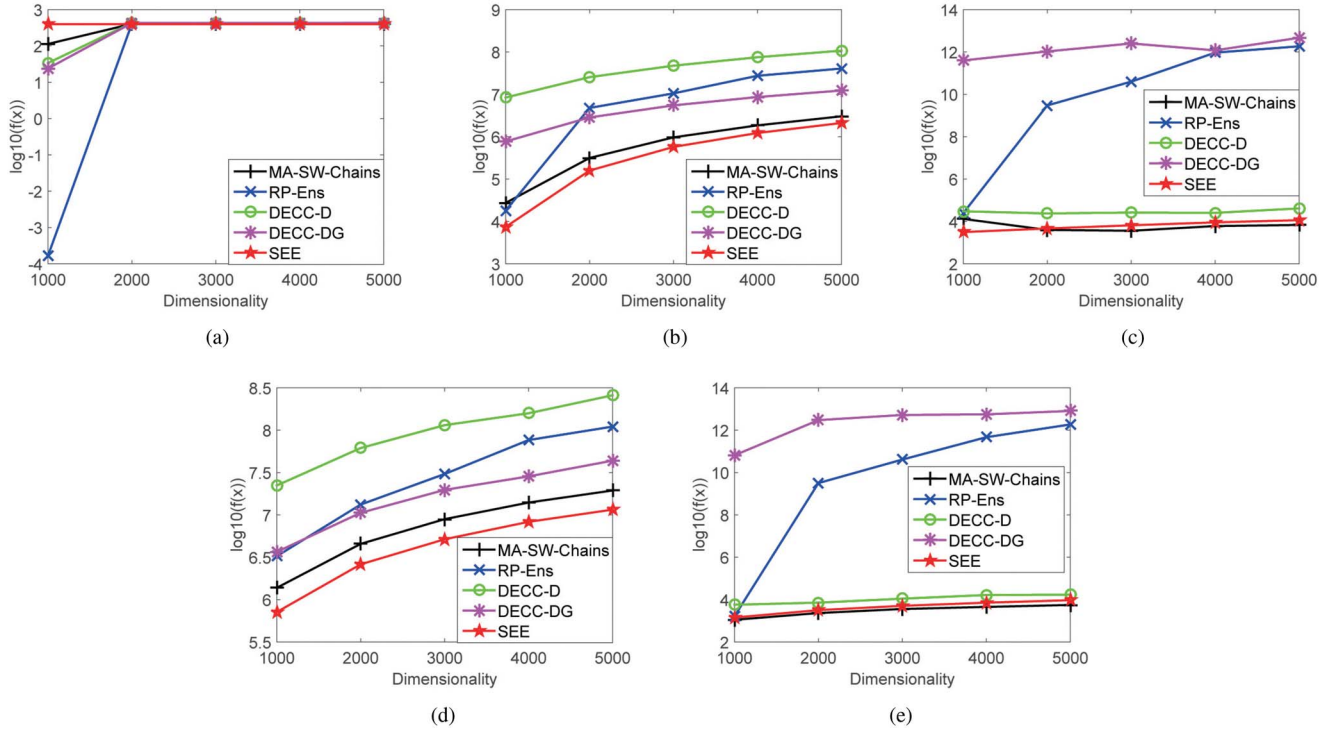 3
2
1
0
-1
-2
-3
-4
log10(f(x))
1000 2000 3000 4000 5000
Dimensionality
MA-SW-Chains
RP-Ens
DECC-D
DECC-DG
SEE
(a)
9
8
7
6
5
4
3
log10(f(x))
1000 2000 3000 4000 5000
Dimensionality
MA-SW-Chains
RP-Ens
DECC-D
DECC-DG
SEE
(b)
14
12
10
8
6
4
2
log10(f(x))
1000 2000 3000 4000 5000
Dimensionality
MA-SW-Chains
RP-Ens
DECC-D
DECC-DG
SEE
(c)
8.5
8
7.5
7
6.5
6
5.5
log10(f(x))
1000 2000 3000 4000 5000
Dimensionality
MA-SW-Chains
RP-Ens
DECC-D
DECC-DG
SEE
(d)
14
12
10
8
6
4
2
log10(f(x))
1000 2000 3000 4000 5000
Dimensionality
MA-SW-Chains
RP-Ens
DECC-D
DECC-DG
SEE
(e)